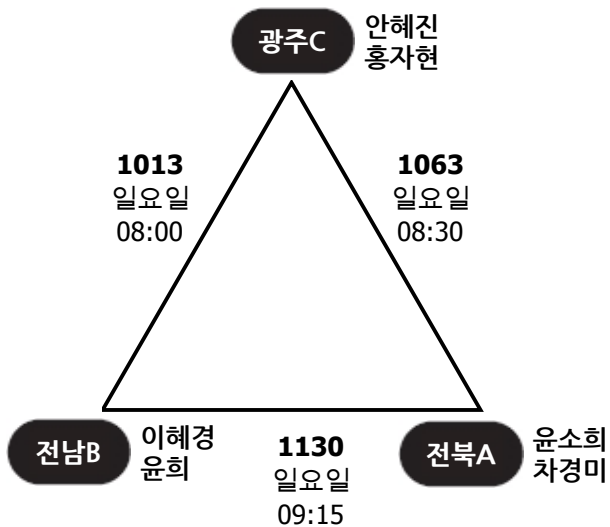 광주C
안혜진
홍자현
1013
일요일
08:00
1063
일요일
08:30
전남B
이혜경
윤희
1130
일요일
09:15
전북A
윤소희
차경미